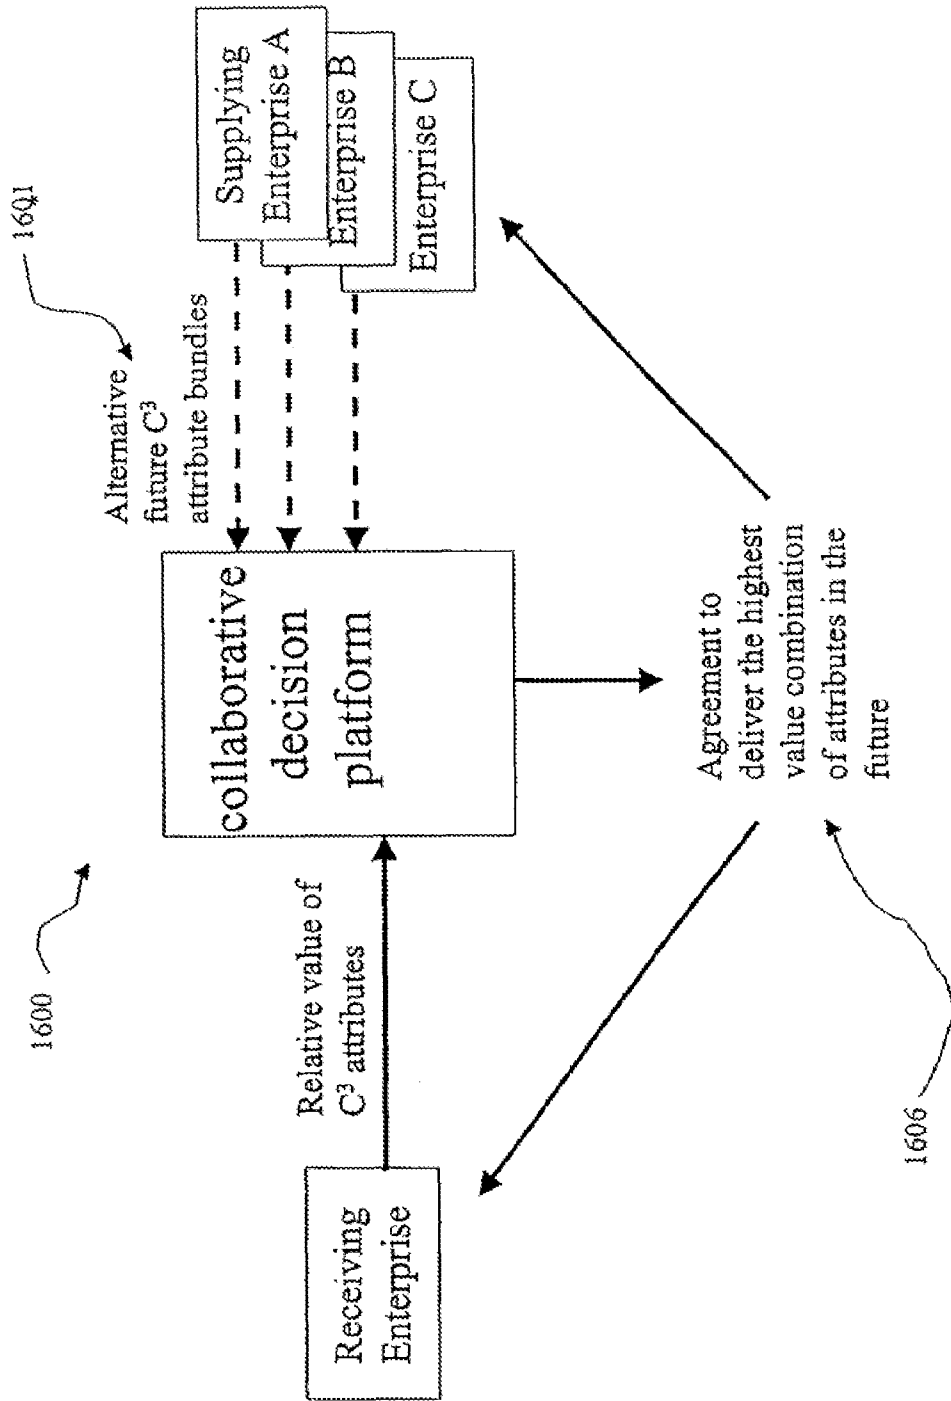 1600
1601
Alternative
future C³
attribute bundles
Relative value of
C³ attributes
Receiving
Enterprise
collaborative
decision
platform
Supplying
Enterprise A
Enterprise B
Enterprise C
Agreement to
deliver the highest
value combination
of attributes in the
future
1606